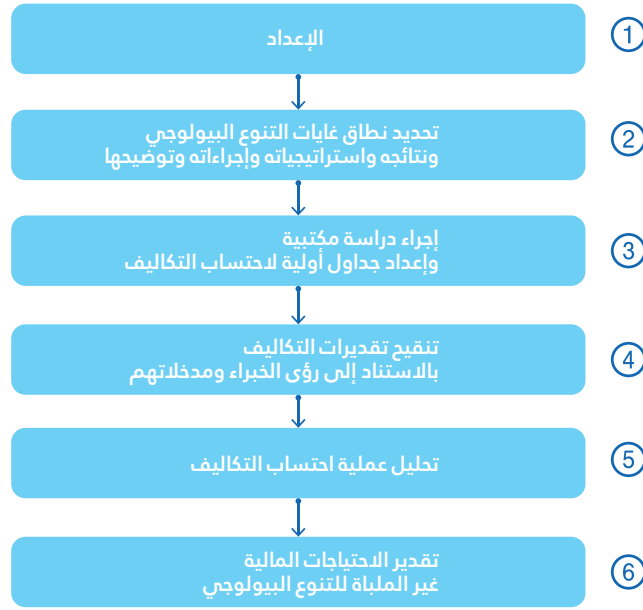 1
الإعداد
2
تحديد نطاق غايات التنوع البيولوجي
ونتائجه واستراتيجياته وإجراءاته وتوضيحها
3
إجراء دراسة مكتبية
وإعداد جداول أولية لاحتساب التكاليف
4
تنقيح تقديرات التكاليف
بالاستناد إلى رؤى الخبراء ومدخلاتهم
5
تحليل عملية احتساب التكاليف
6
تقدير الاحتياجات المالية
غير الملباة للتنوع البيولوجي